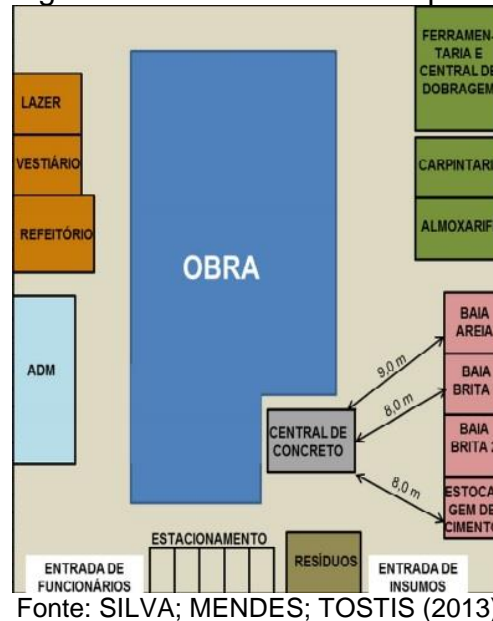 FERRAMEN-
TARIA E
CENTRAL DE
DOBRAGEM
LAZER
VESTIÁRIO
CARPINTARI
REFEITÓRIO
ALMOXARIF
OBRA
BAIA
AREIA
ADM
9,0 m
BAIA
BRITA
8,0 m
CENTRAL DE
CONCRETO
BAIA
BRITA 2
8,0 m
ESTOCA
GEM DE
CIMENTO
ESTACIONAMENTO
RESÍDUOS
ENTRADA DE
FUNCIONÁRIOS
ENTRADA DE
INSUMOS
Fonte: SILVA; MENDES; TOSTIS (2013)